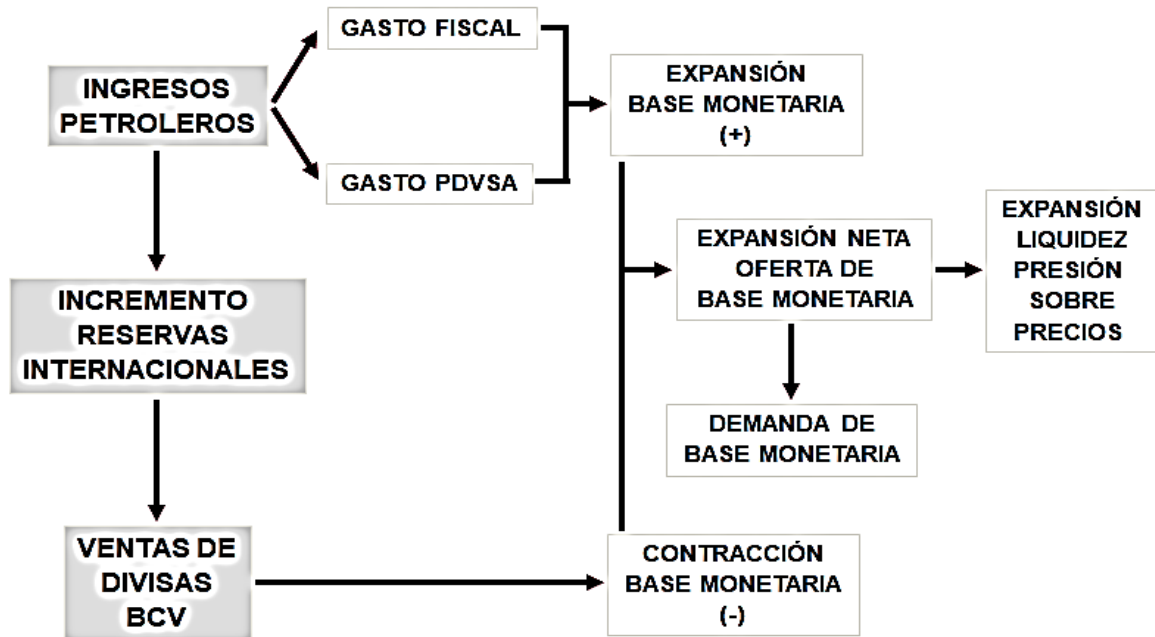 GASTO FISCAL
INGRESOS
PETROLEROS
GASTO PDVSA
EXPANSIÓN
BASE MONETARIA
(+)
EXPANSIÓN NETA
OFERTA DE
BASE MONETARIA
EXPANSIÓN
LIQUIDEZ
PRESIÓN
SOBRE
PRECIOS
INCREMENTO
RESERVAS
INTERNACIONALES
DEMANDA DE
BASE MONETARIA
VENTAS DE
DIVISAS
BCV
CONTRACCIÓN
BASE MONETARIA
(-)